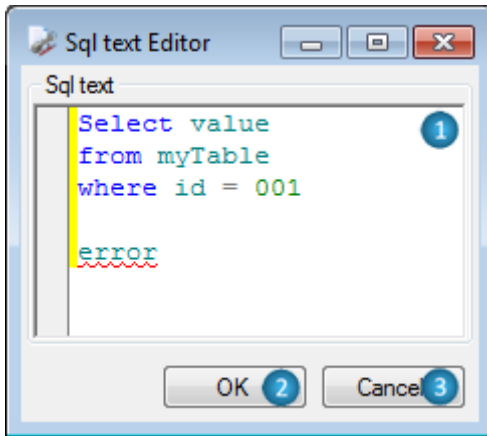 Sql text Editor
Sql text
Select value 1
from myTable
where id = 001
error
OK 2 Cancel 3